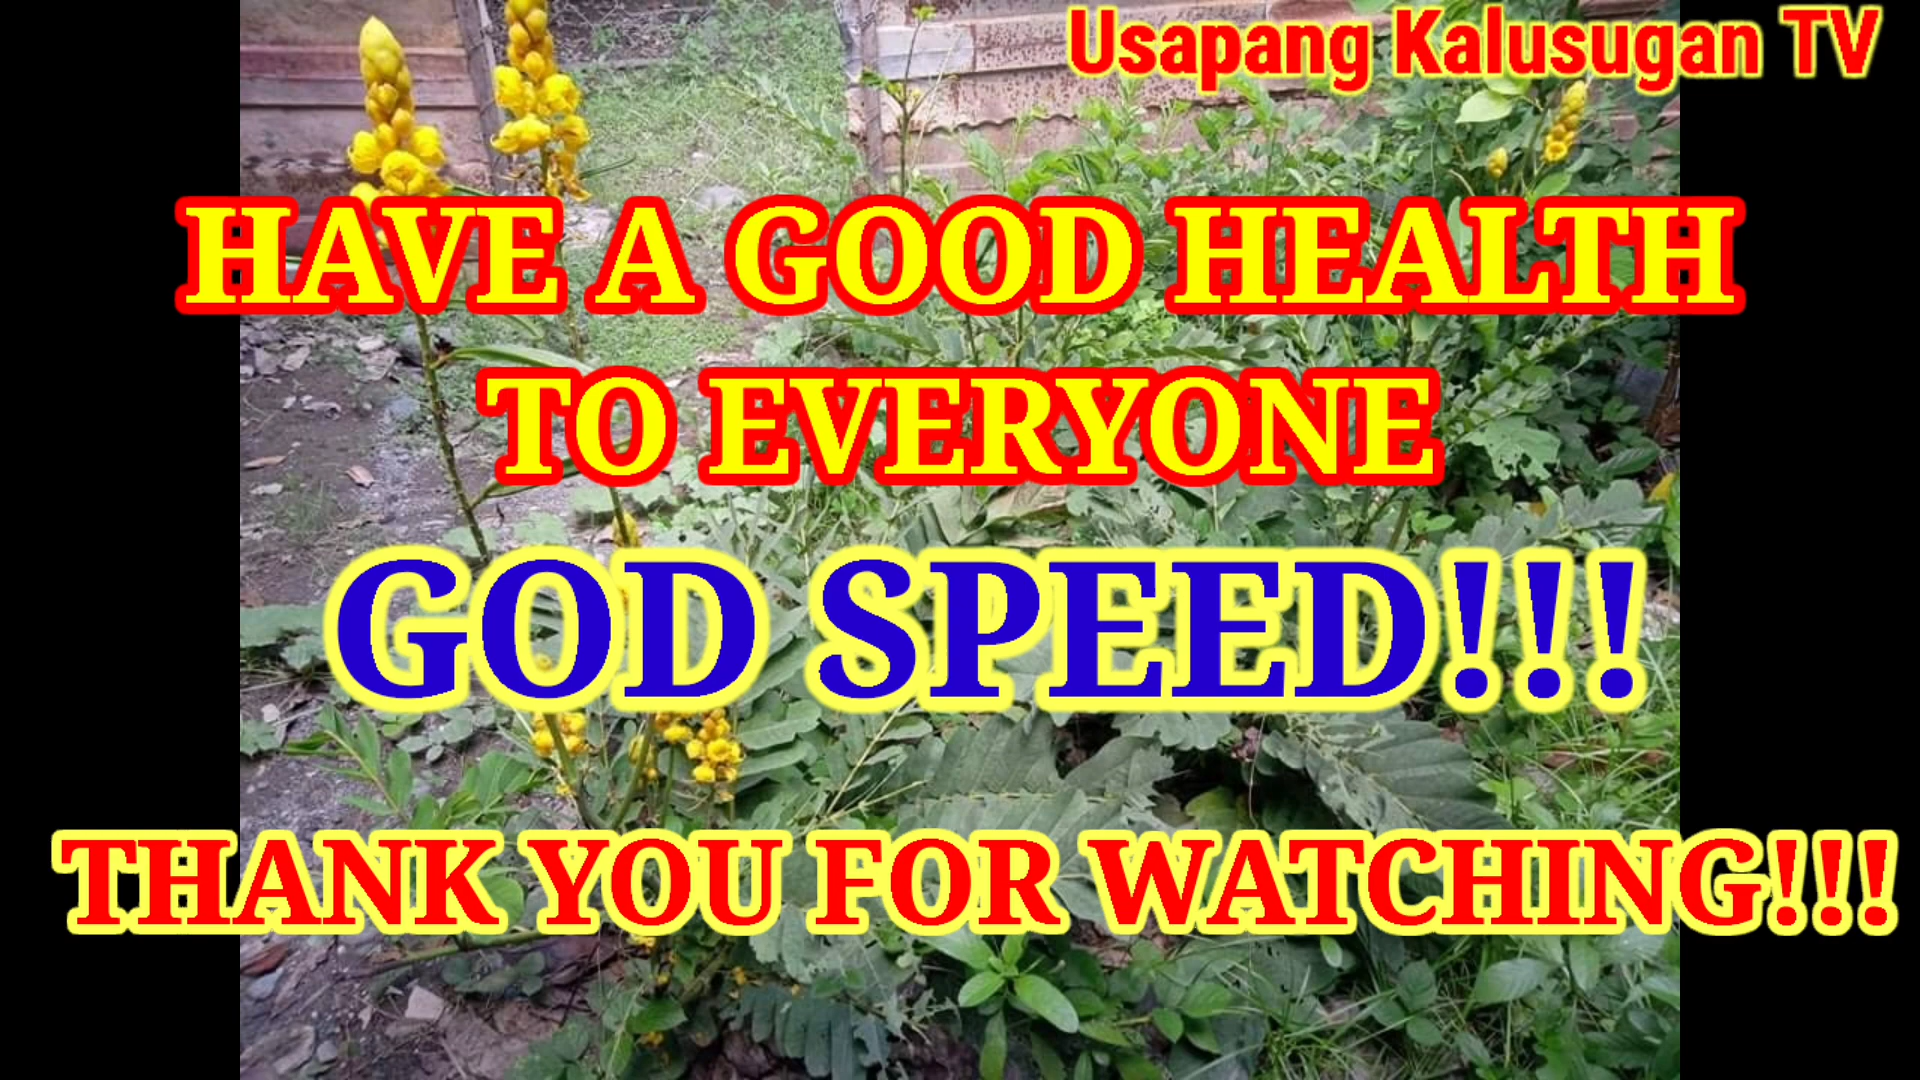 Usapang Kalusugan TV
HAVE A GOOD HEALTH
TO EVERYONE
GOD SPEED!!!
THANK YOU FOR WATCHING!!!